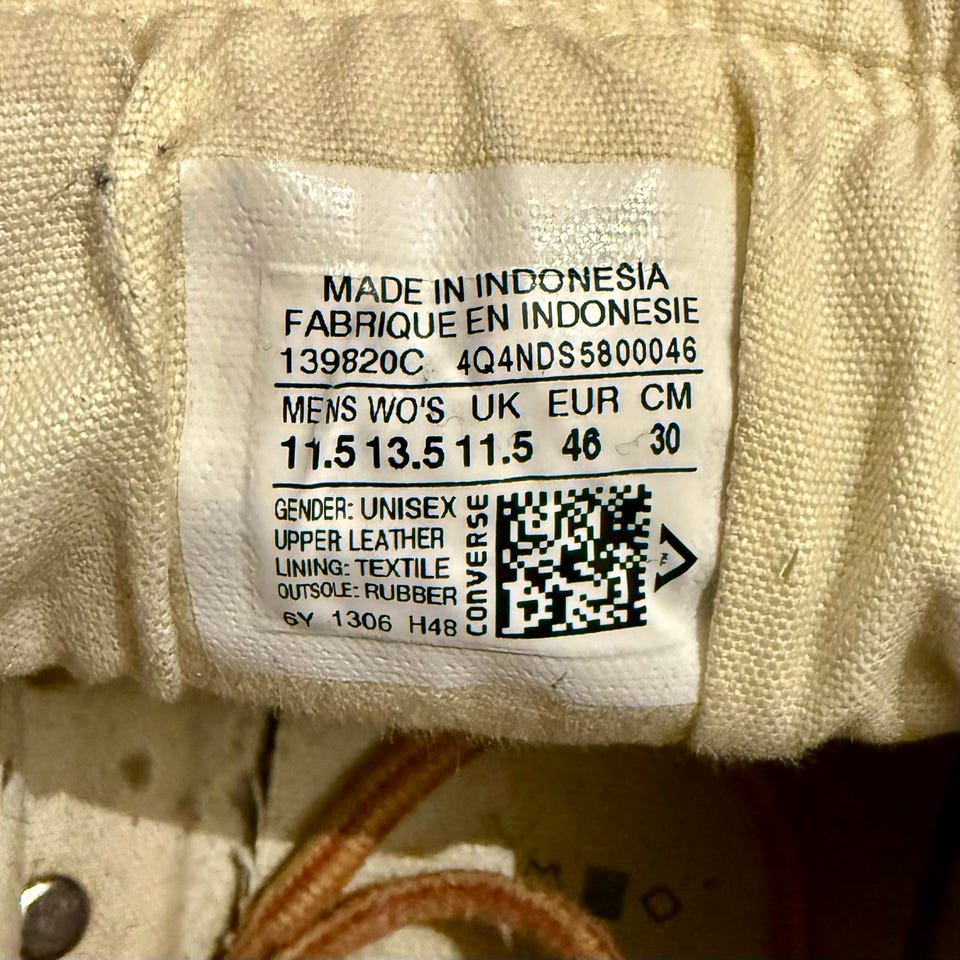 MADE IN INDONESIA
FABRIQUE EN INDONESIE
139820C 4Q4NDS5800046
MENS WO'S UK EUR CM
11.5 13.5 11.5 46 30
GENDER: UNISEX
UPPER LEATHER
LINING: TEXTILE
OUTSOLE: RUBBER
6Y 1306 H48
CONVERSE